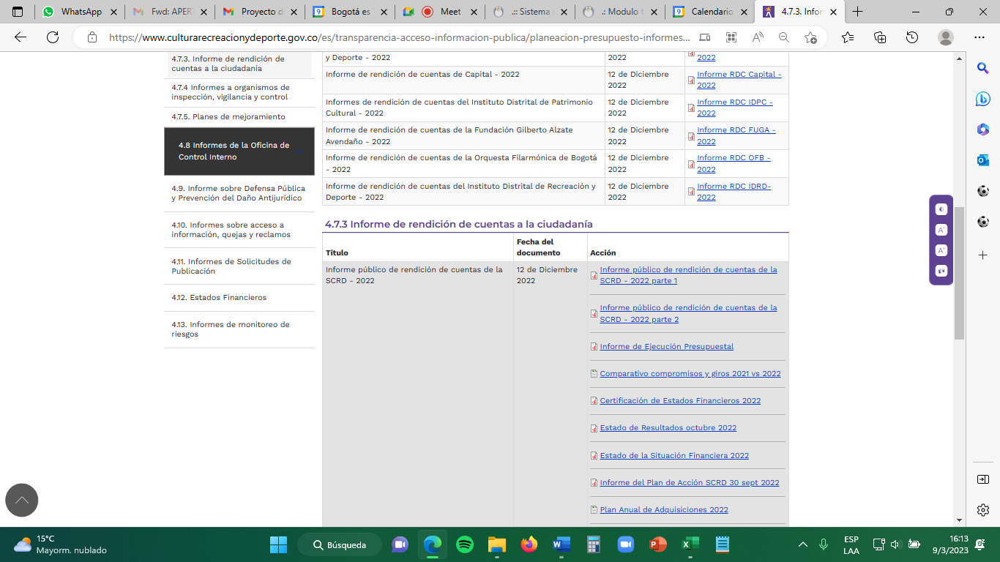 WhatsApp
Fwd: APER
Proyecto d
Bogotá es
Meet
.:: Sistema
.: Modulo t
Calendario
4.7.3. Infor
https://www.culturarecreacionydeporte.gov.co/es/transparencia-acceso-informacion-publica/planeacion-presupuesto-informes...
4.7.3. Informe de rendición de
cuentas a la ciudadanía
4.7.4 Informes a organismos de
inspección, vigilancia y control
4.7.5. Planes de mejoramiento
4.8 Informes de la Oficina de
Control Interno
4.9. Informe sobre Defensa Pública
y Prevención del Daño Antijurídico
4.10. Informes sobre acceso a
información, quejas y reclamos
4.11. Informes de Solicitudes de
Publicación
4.12. Estados Financieros
4.13. Informes de monitoreo de
riesgos
y Deporte - 2022
2022
2022
Informe de rendición de cuentas de Capital - 2022
12 de Diciembre
2022
Informe RDC Capital -
2022
Informes de rendición de cuentas del Instituto Distrital de Patrimonio
Cultural - 2022
12 de Diciembre
2022
Informe RDC IDPC -
2022
Informe de rendición de cuentas de la Fundación Gilberto Alzate
Avendaño - 2022
12 de Diciembre
2022
Informe RDC FUGA -
2022
Informe de rendición de cuentas de la Orquesta Filarmónica de Bogotá
- 2022
12 de Diciembre
2022
Informe RDC OFB -
2022
Informe de rendición de cuentas del Instituto Distrital de Recreación y
Deporte - 2022
12 de Diciembre
2022
Informe RDC IDRD-
2022
4.7.3 Informe de rendición de cuentas a la ciudadanía
Título
Fecha del
documento
Acción
Informe público de rendición de cuentas de la
SCRD - 2022
12 de Diciembre
2022
Informe público de rendición de cuentas de la
SCRD - 2022 parte 1
Informe público de rendición de cuentas de la
SCRD - 2022 parte 2
Informe de Ejecución Presupuestal
Comparativo compromisos y giros 2021 vs 2022
Certificación de Estados Financieros 2022
Estado de Resultados octubre 2022
Estado de la Situación Financiera 2022
Informe del Plan de Acción SCRD 30 sept 2022
Plan Anual de Adquisiciones 2022
15°C
Mayorm. nublado
Búsqueda
ESP
LAA
16:13
9/3/2023